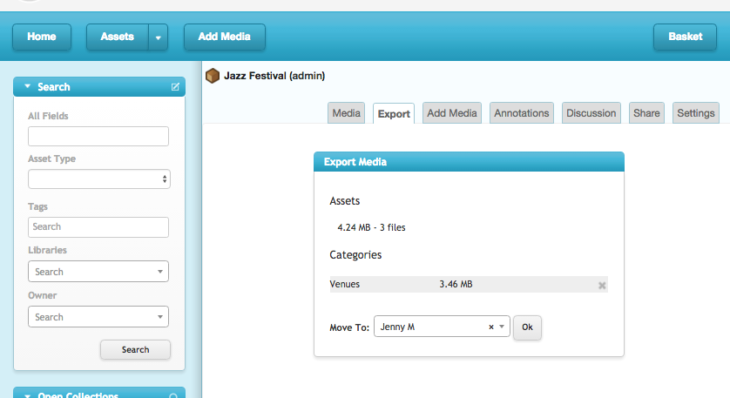 Home
Assets
Add Media
Basket
Search
All Fields
Asset Type
Tags
Search
Libraries
Search
Owner
Search
Search
Open Collections
Jazz Festival (admin)
Media
Export
Add Media
Annotations
Discussion
Share
Settings
Export Media
Assets
4.24 MB - 3 files
Categories
Venues 3.46 MB
Move To: Jenny M
Ok